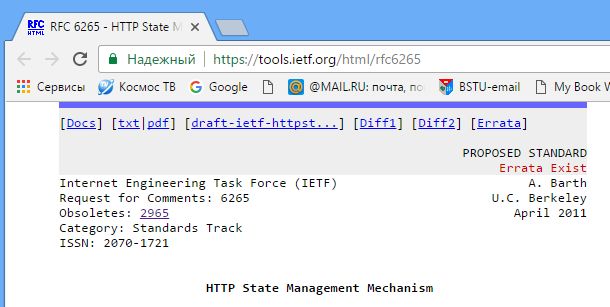 RFC HTML RFC 6265 - HTTP State M
Надежный https://tools.ietf.org/html/rfc6265
Сервисы Космос ТВ Google @MAIL.RU: почта, по BSTU-email My Book W
[Docs] [txt|pdf] [draft-ietf-httpst...] [Diff1] [Diff2] [Errata]
PROPOSED STANDARD
Errata Exist
Internet Engineering Task Force (IETF) A. Barth
Request for Comments: 6265 U.C. Berkeley
Obsoletes: 2965 April 2011
Category: Standards Track
ISSN: 2070-1721
HTTP State Management Mechanism